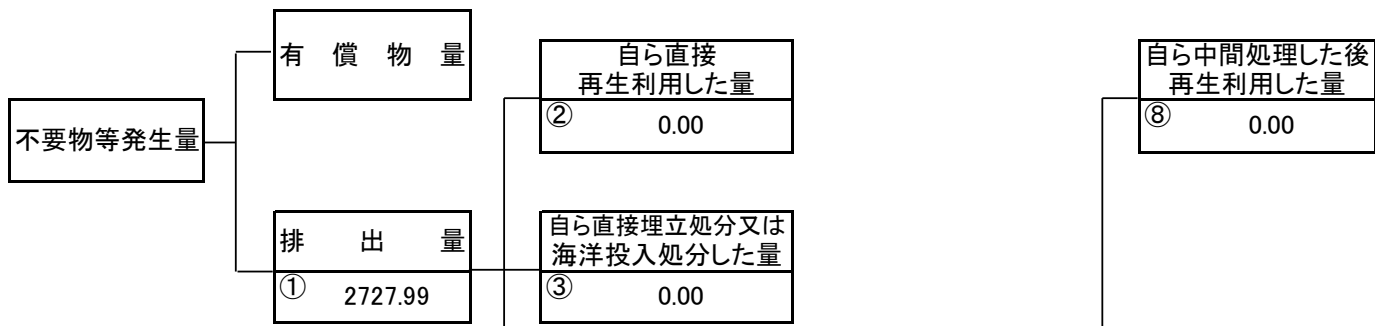 有償物量
自ら直接
再生利用した量
② 0.00
自ら中間処理した後
再生利用した量
⑧ 0.00
不要物等発生量
排出量
① 2727.99
自ら直接埋立処分又は
海洋投入処分した量
③ 0.00